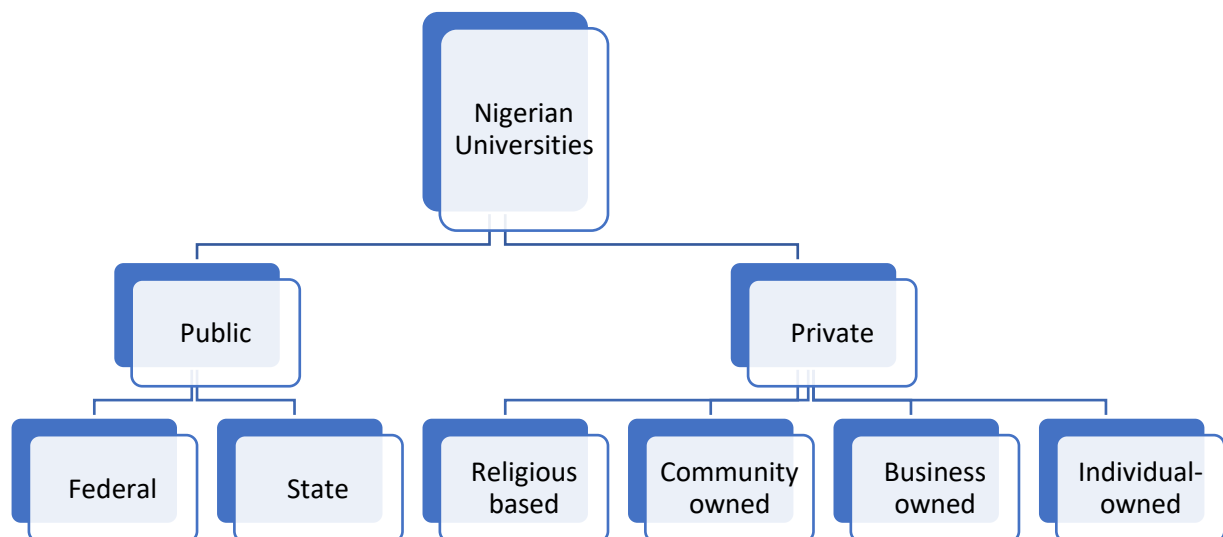 Nigerian
Universities
Public
Private
Federal
State
Religious
based
Community
owned
Business
owned
Individual-
owned